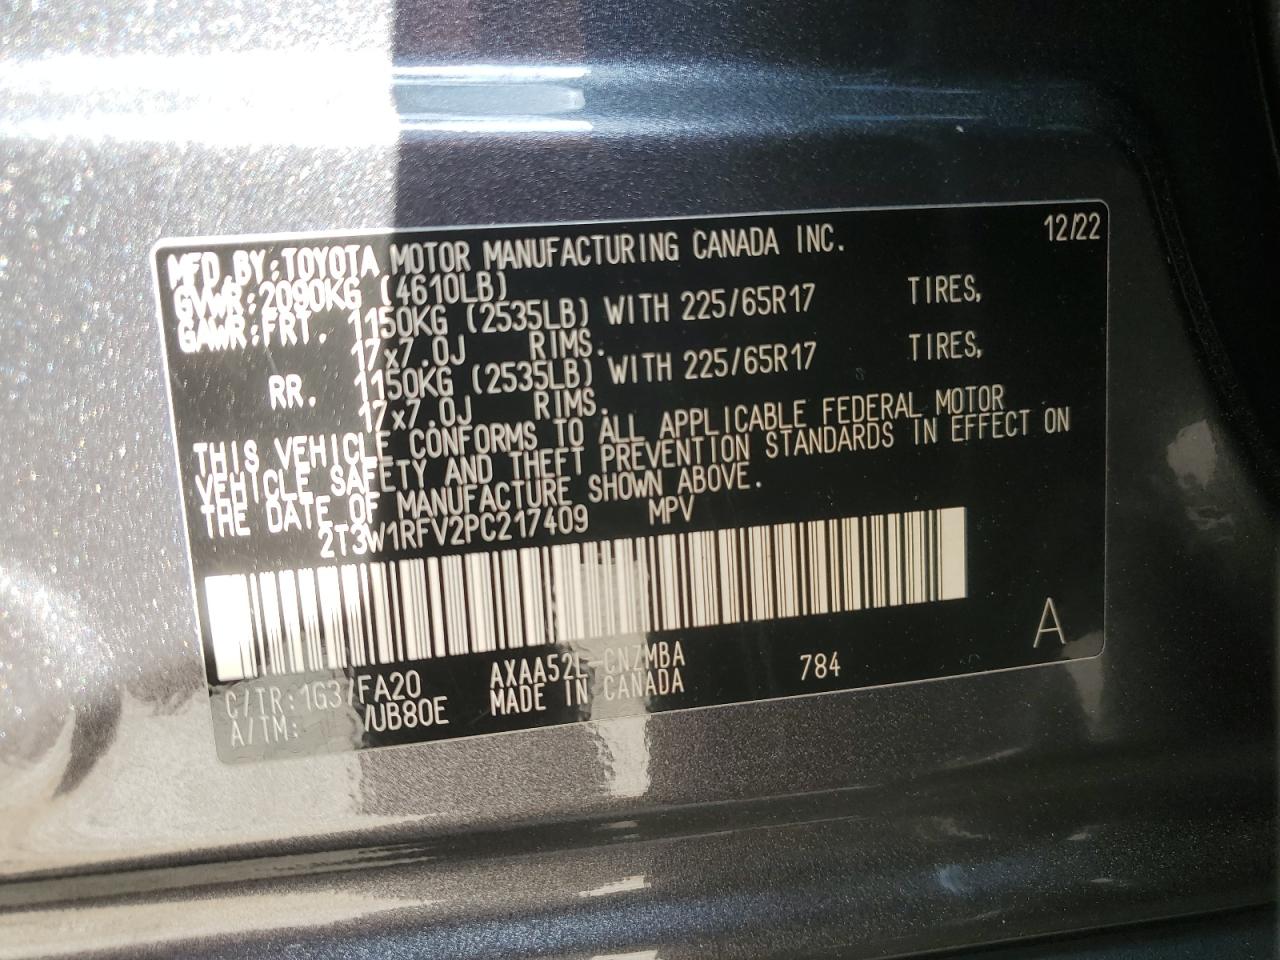 MFD.BY:TOYOTA MOTOR MANUFACTURING CANADA INC. 12/22
GVWR:2090KG (4610LB)
GAWR:FRT. 1150KG (2535LB) WITH 225/65R17 TIRES,
17x7.0J RIMS.
RR. 1150KG (2535LB) WITH 225/65R17 TIRES,
17x7.0J RIMS.
THIS VEHICLE CONFORMS TO ALL APPLICABLE FEDERAL MOTOR
VEHICLE SAFETY AND THEFT PREVENTION STANDARDS IN EFFECT ON
THE DATE OF MANUFACTURE SHOWN ABOVE.
2T3W1RFV2PC217409 MPV
A
C/TR:1G3/FA20 AXAA52L-CNZMBA 784
A/TM: /UB80E MADE IN CANADA